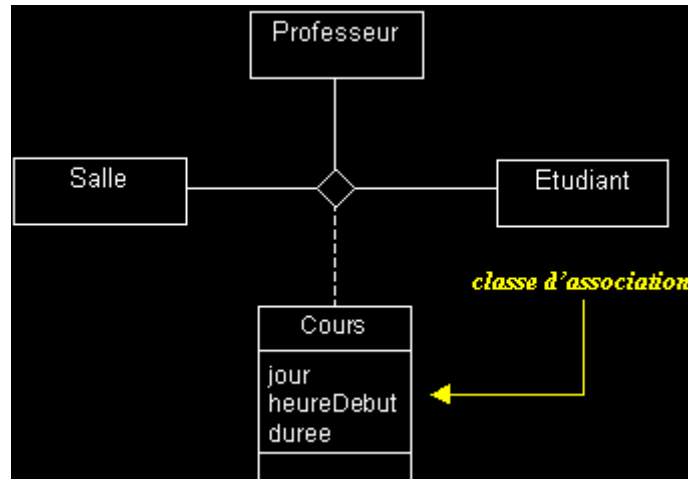 Professeur
Salle
Etudiant
classe d'association
Cours
jour
heureDebut
duree